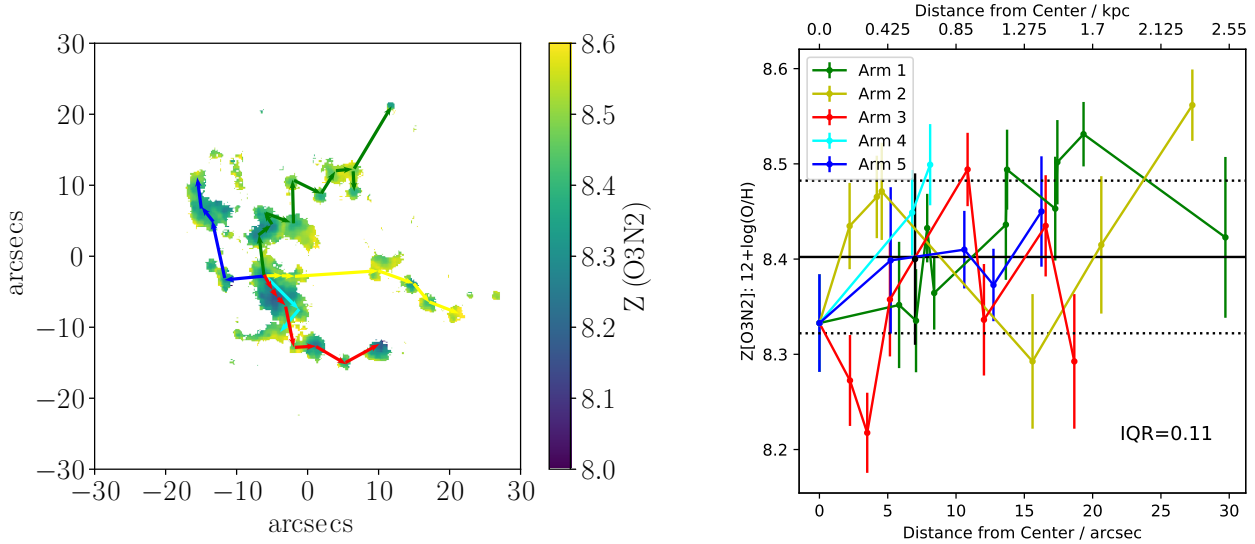 30
20
10
0
−10
−20
−30
−30 −20 −10 0 10 20 30
arcsecs
arcsecs
8.6
8.5
8.4
8.3
8.2
8.1
8.0
Z (O3N2)
Distance from Center / kpc
0.0 0.425 0.85 1.275 1.7 2.125 2.55
Arm 1
Arm 2
Arm 3
Arm 4
Arm 5
8.6
8.5
8.4
8.3
8.2
Z[O3N2]: 12+log(O/H)
IQR=0.11
0 5 10 15 20 25 30
Distance from Center / arcsec